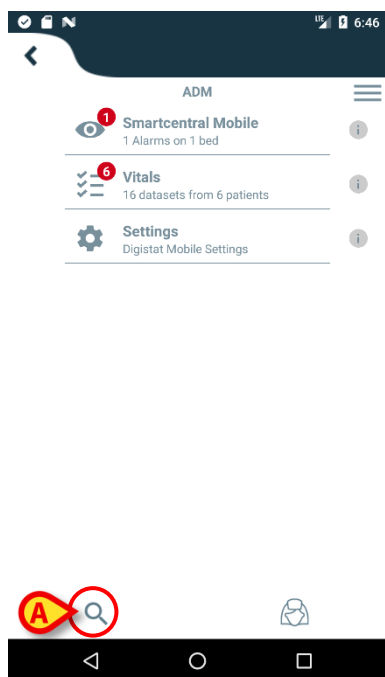 LTE 6:46
ADM
1
Smartcentral Mobile
1 Alarms on 1 bed
i
6
Vitals
16 datasets from 6 patients
i
Settings
Digistat Mobile Settings
i
A